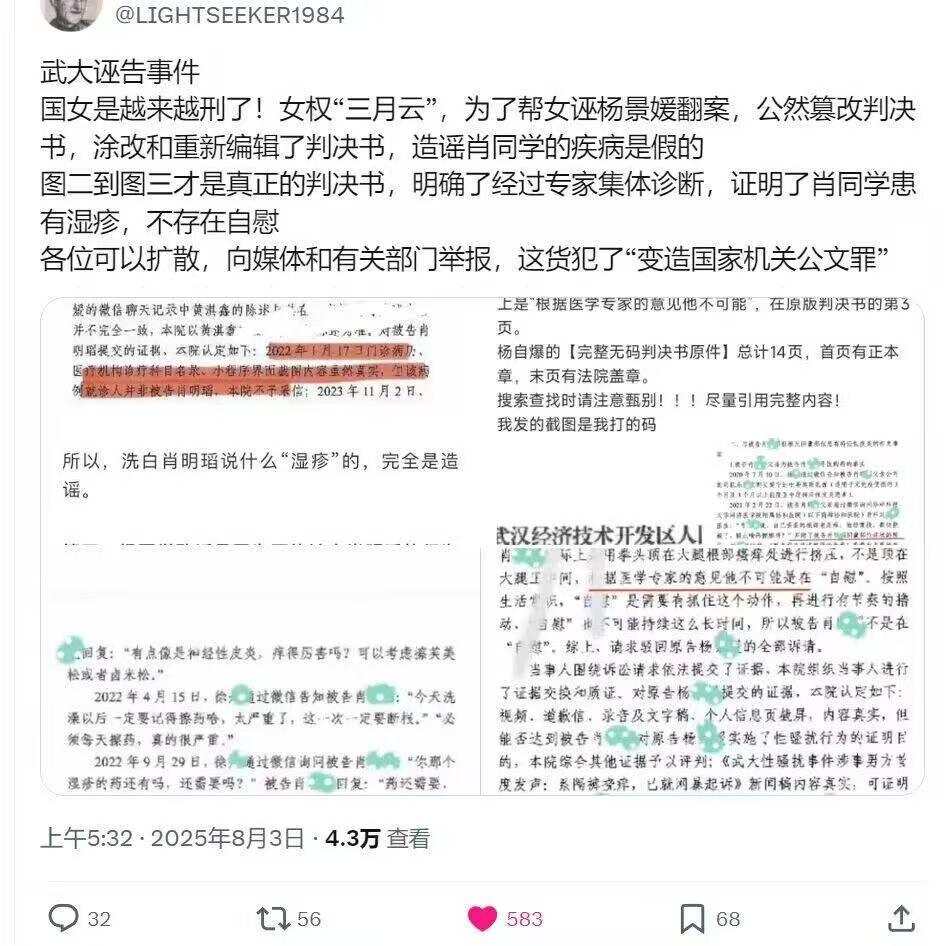 @LIGHTSEEKER1984
武大诬告事件
国女是越来越刑了！女权“三月云”，为了帮女诬杨景媛翻案，公然篡改判决
书，涂改和重新编辑了判决书，造谣肖同学的疾病是假的
图二到图三才是真正的判决书，明确了经过专家集体诊断，证明了肖同学患
有湿疹，不存在自慰
各位可以扩散，向媒体和有关部门举报，这货犯了“变造国家机关公文罪”
媛的微信聊天记录中黄淇鑫的陈述
并不完全一致，本院以黄淇
对被告肖
明瑫提交的证据，本院认定如下：2022年1月17日门诊病历、
医疗机构诊疗科目名录、小程序界面截图内容虽然真实，但该病
例就诊人并非被告肖明瑫，本院不予采信；2023年11月2日、
所以，洗白肖明瑫说什么“湿疹”的，完全是造
谣。
回复：“有点像是神经性皮炎，痒得厉害吗？可以考虑擦芙美
松或者卤米松。”
2022年4月15日，徐 通过微信告知被告肖 ：“今天洗
澡以后一定要记得擦药哈，太严重了，这一次一定要断根。”“必
须每天擦药，真的很严重。”
2022年9月29日，徐 通过微信询问被告肖 “你那个
湿疹的药还有吗，还需要吗？”被告肖 回复：“药还需要，
上是“根据医学专家的意见他不可能”，在原版判决书的第3
页。
杨自爆的【完整无码判决书原件】总计14页，首页有正本
章，末页有法院盖章。
搜索查找时请注意甄别！！！尽量引用完整内容！
我发的截图是我打的码
武汉经济技术开发区人
肖 际上 用拳头顶在大腿根部瘙痒处进行挤压，不是顶在
大腿 间，根据医学专家的意见他不可能是在“自慰”。按照
生活常识，“自慰”是需要有抓住这个动作，再进行有节奏的撸
动，“自慰”也不可能持续这么长时间，所以被告肖 不是在
“自慰”。综上，请求驳回原告杨 的全部诉请。
当事人围绕诉讼请求依法提交了证据，本院组织当事人进行
了证据交换和质证。对原告杨 提交的证据，本院认定如下：
视频、道歉信、录音及文字稿、个人信息页截屏，内容真实，但
能否达到被告肖 对原告杨 实施了性骚扰行为的证明目
的，本院综合其他证据予以评判；《武大性骚扰事件涉事男方首
度发声：系隔裤挠痒，已就网暴起诉》新闻稿内容真实，可证明
上午5:32 · 2025年8月3日 · 4.3万 查看
32 56 583 68